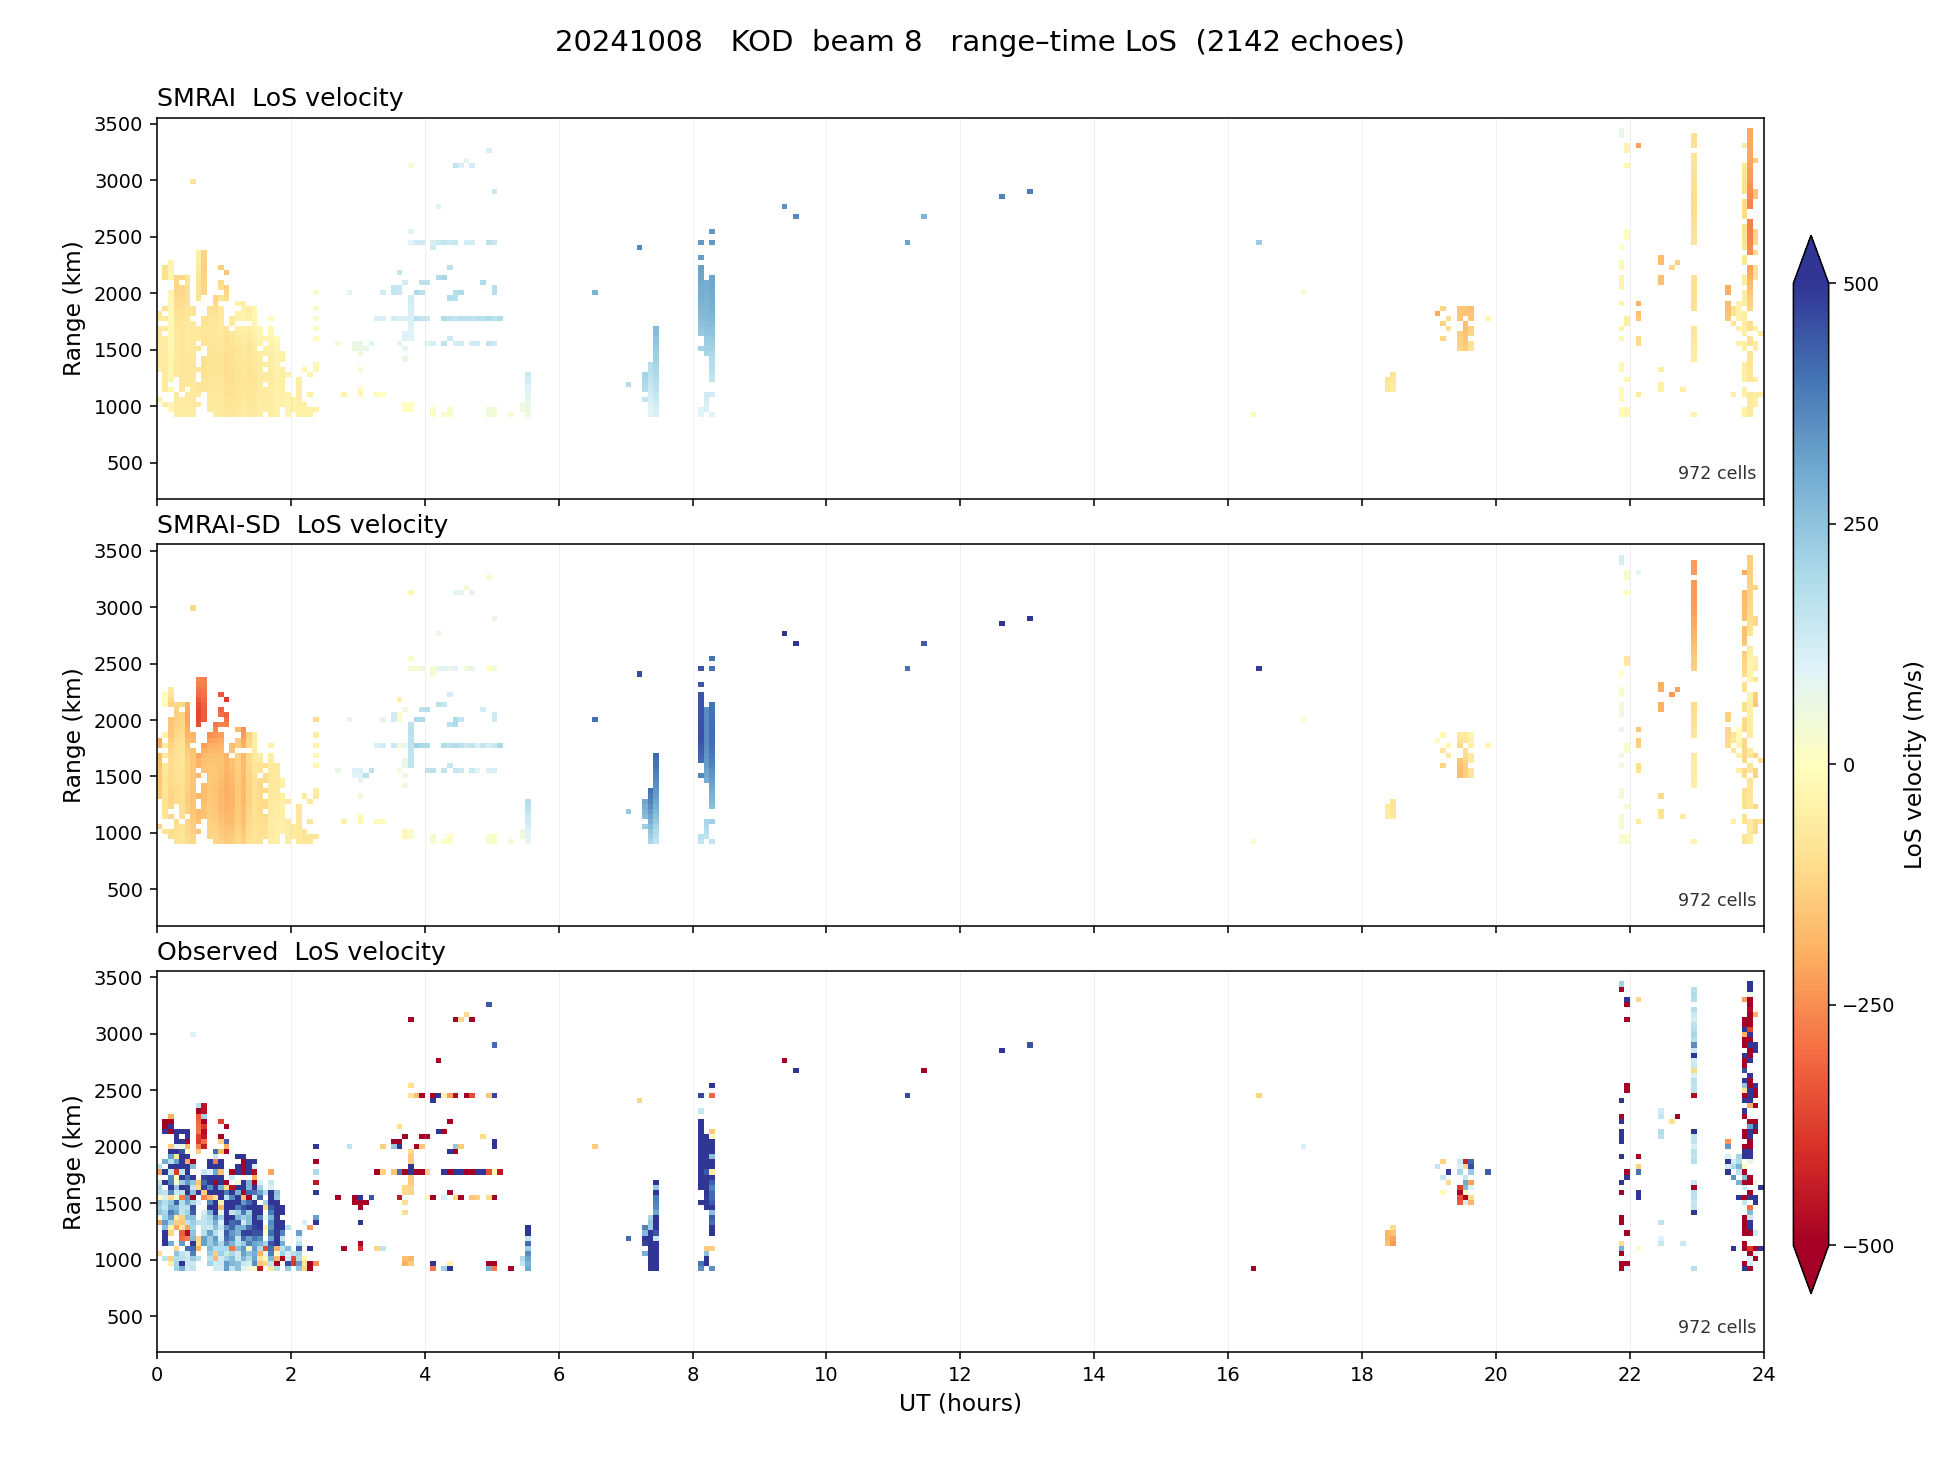 20241008   KOD  beam 8   range–time LoS  (2142 echoes)
SMRAI  LoS velocity
3500
3000
2500
2000
1500
1000
500
Range (km)
972 cells
SMRAI-SD  LoS velocity
3500
3000
2500
2000
1500
1000
500
Range (km)
972 cells
Observed  LoS velocity
3500
3000
2500
2000
1500
1000
500
Range (km)
972 cells
0 2 4 6 8 10 12 14 16 18 20 22 24
UT (hours)
500
250
0
−250
−500
LoS velocity (m/s)